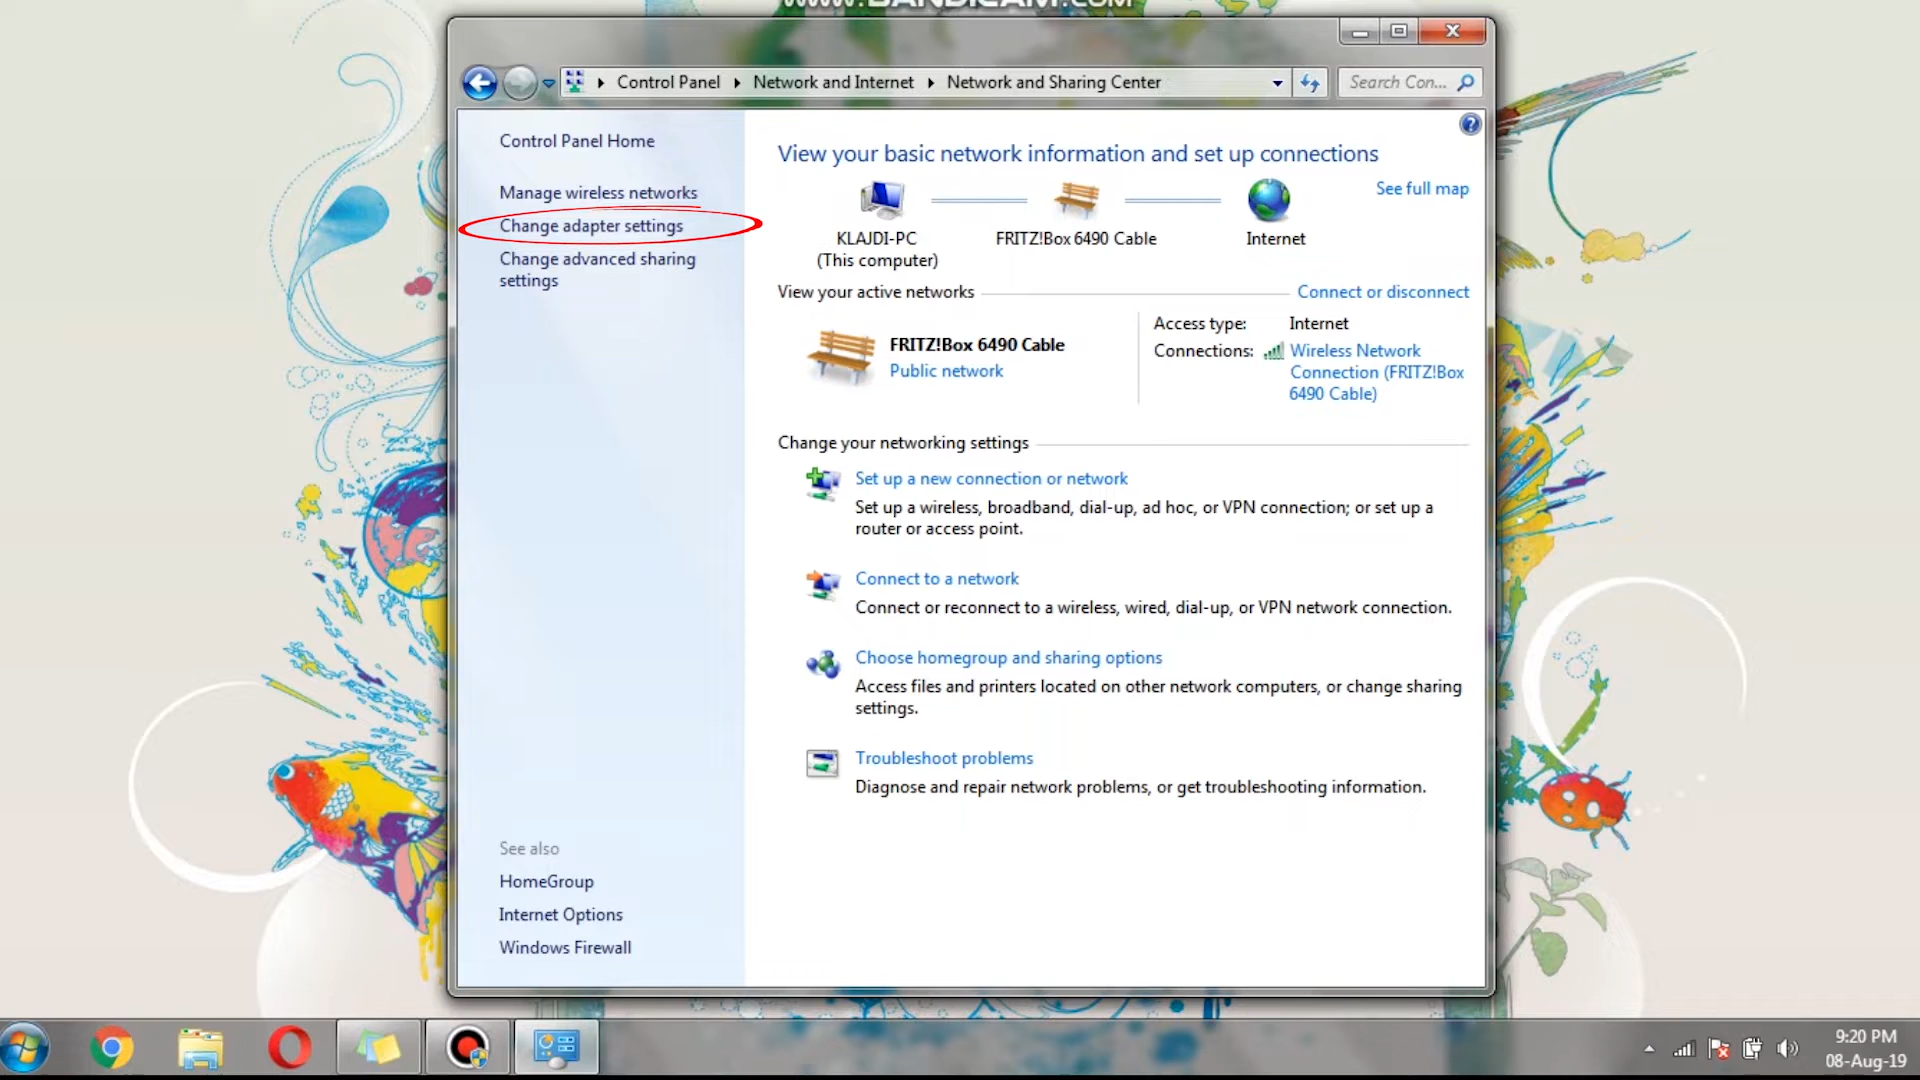 WWW.BANDICAM.COM
Control Panel Network and Internet Network and Sharing Center
Search Con...
Control Panel Home
Manage wireless networks
Change adapter settings
Change advanced sharing
settings
See also
HomeGroup
Internet Options
Windows Firewall
View your basic network information and set up connections
See full map
KLAJDI-PC
(This computer)
FRITZ!Box 6490 Cable
Internet
View your active networks
Connect or disconnect
FRITZ!Box 6490 Cable
Public network
Access type: Internet
Connections: Wireless Network
Connection (FRITZ!Box
6490 Cable)
Change your networking settings
Set up a new connection or network
Set up a wireless, broadband, dial-up, ad hoc, or VPN connection; or set up a
router or access point.
Connect to a network
Connect or reconnect to a wireless, wired, dial-up, or VPN network connection.
Choose homegroup and sharing options
Access files and printers located on other network computers, or change sharing
settings.
Troubleshoot problems
Diagnose and repair network problems, or get troubleshooting information.
9:20 PM
08-Aug-19